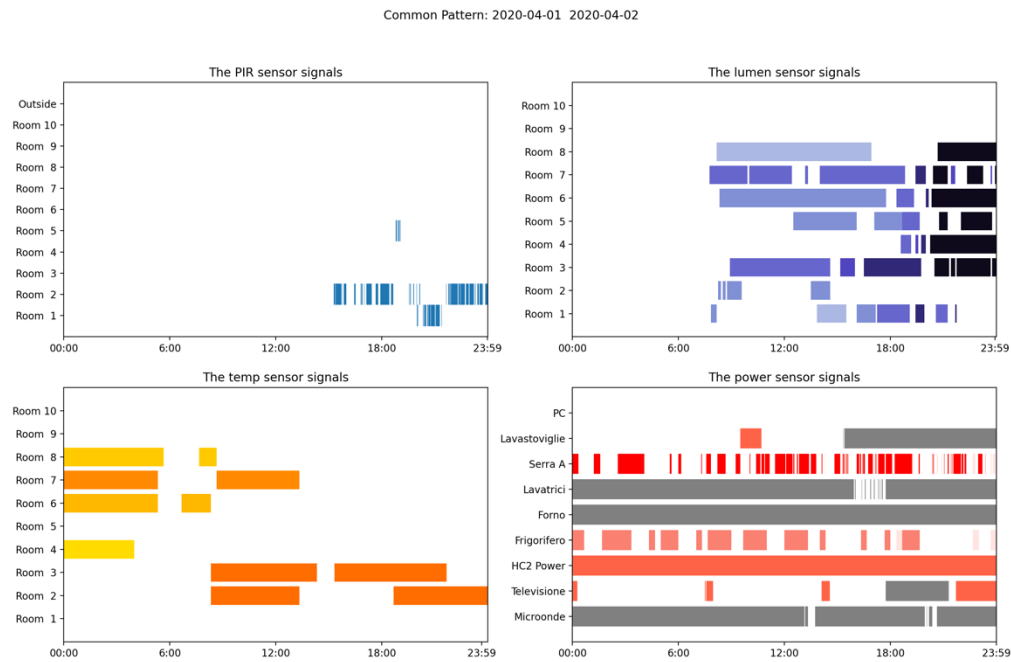 Common Pattern: 2020-04-01  2020-04-02
The PIR sensor signals
Outside
Room 10
Room  9
Room  8
Room  7
Room  6
Room  5
Room  4
Room  3
Room  2
Room  1
00:00 6:00 12:00 18:00 23:59
The lumen sensor signals
Room 10
Room  9
Room  8
Room  7
Room  6
Room  5
Room  4
Room  3
Room  2
Room  1
00:00 6:00 12:00 18:00 23:59
The temp sensor signals
Room 10
Room  9
Room  8
Room  7
Room  6
Room  5
Room  4
Room  3
Room  2
Room  1
00:00 6:00 12:00 18:00 23:59
The power sensor signals
PC
Lavastoviglie
Serra A
Lavatrici
Forno
Frigorifero
HC2 Power
Televisione
Microonde
00:00 6:00 12:00 18:00 23:59